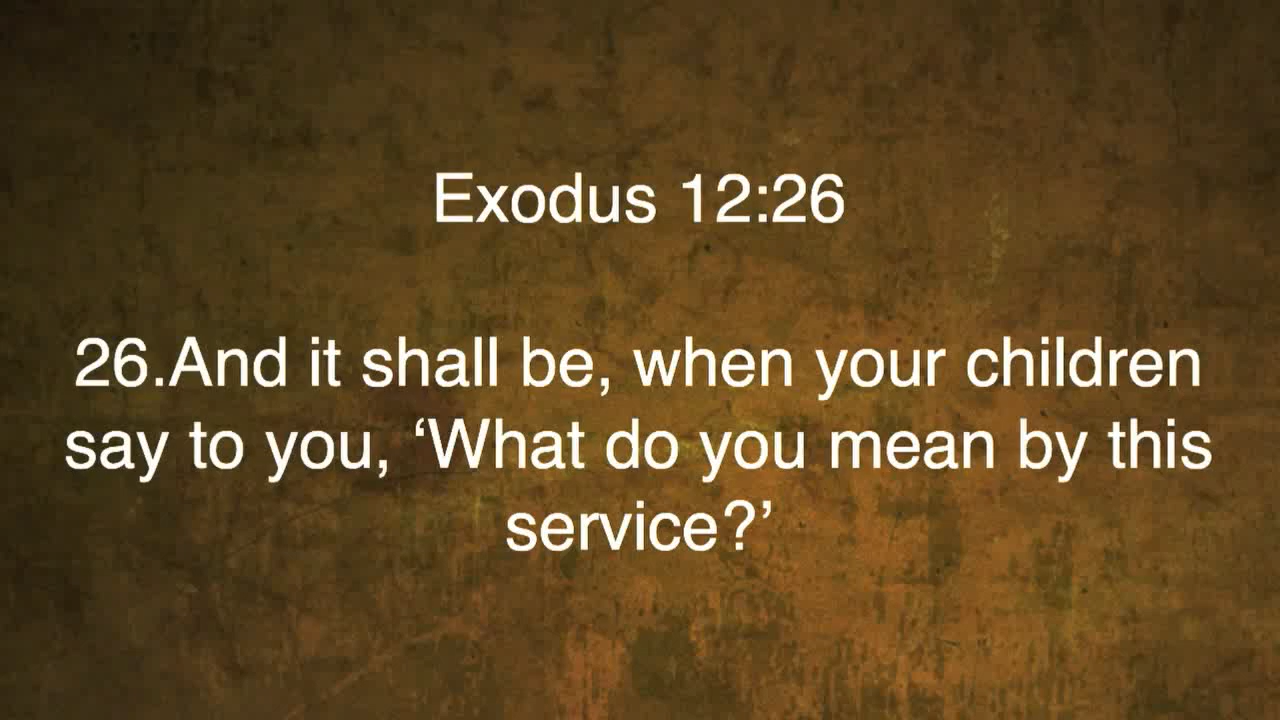 Exodus 12:26
26.And it shall be, when your children
say to you, ‘What do you mean by this
service?’